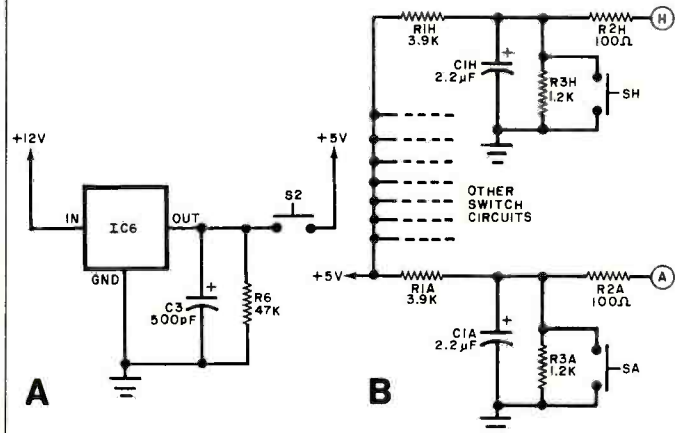 +12V
IN
IC6
OUT
GND
C3
500pF
+
R6
47K
S2
+5V
A
R1H
3.9K
C1H
2.2µF
+
R3H
1.2K
R2H
100Ω
H
SH
OTHER
SWITCH
CIRCUITS
+5V
R1A
3.9K
C1A
2.2µF
+
R3A
1.2K
R2A
100Ω
A
SA
B